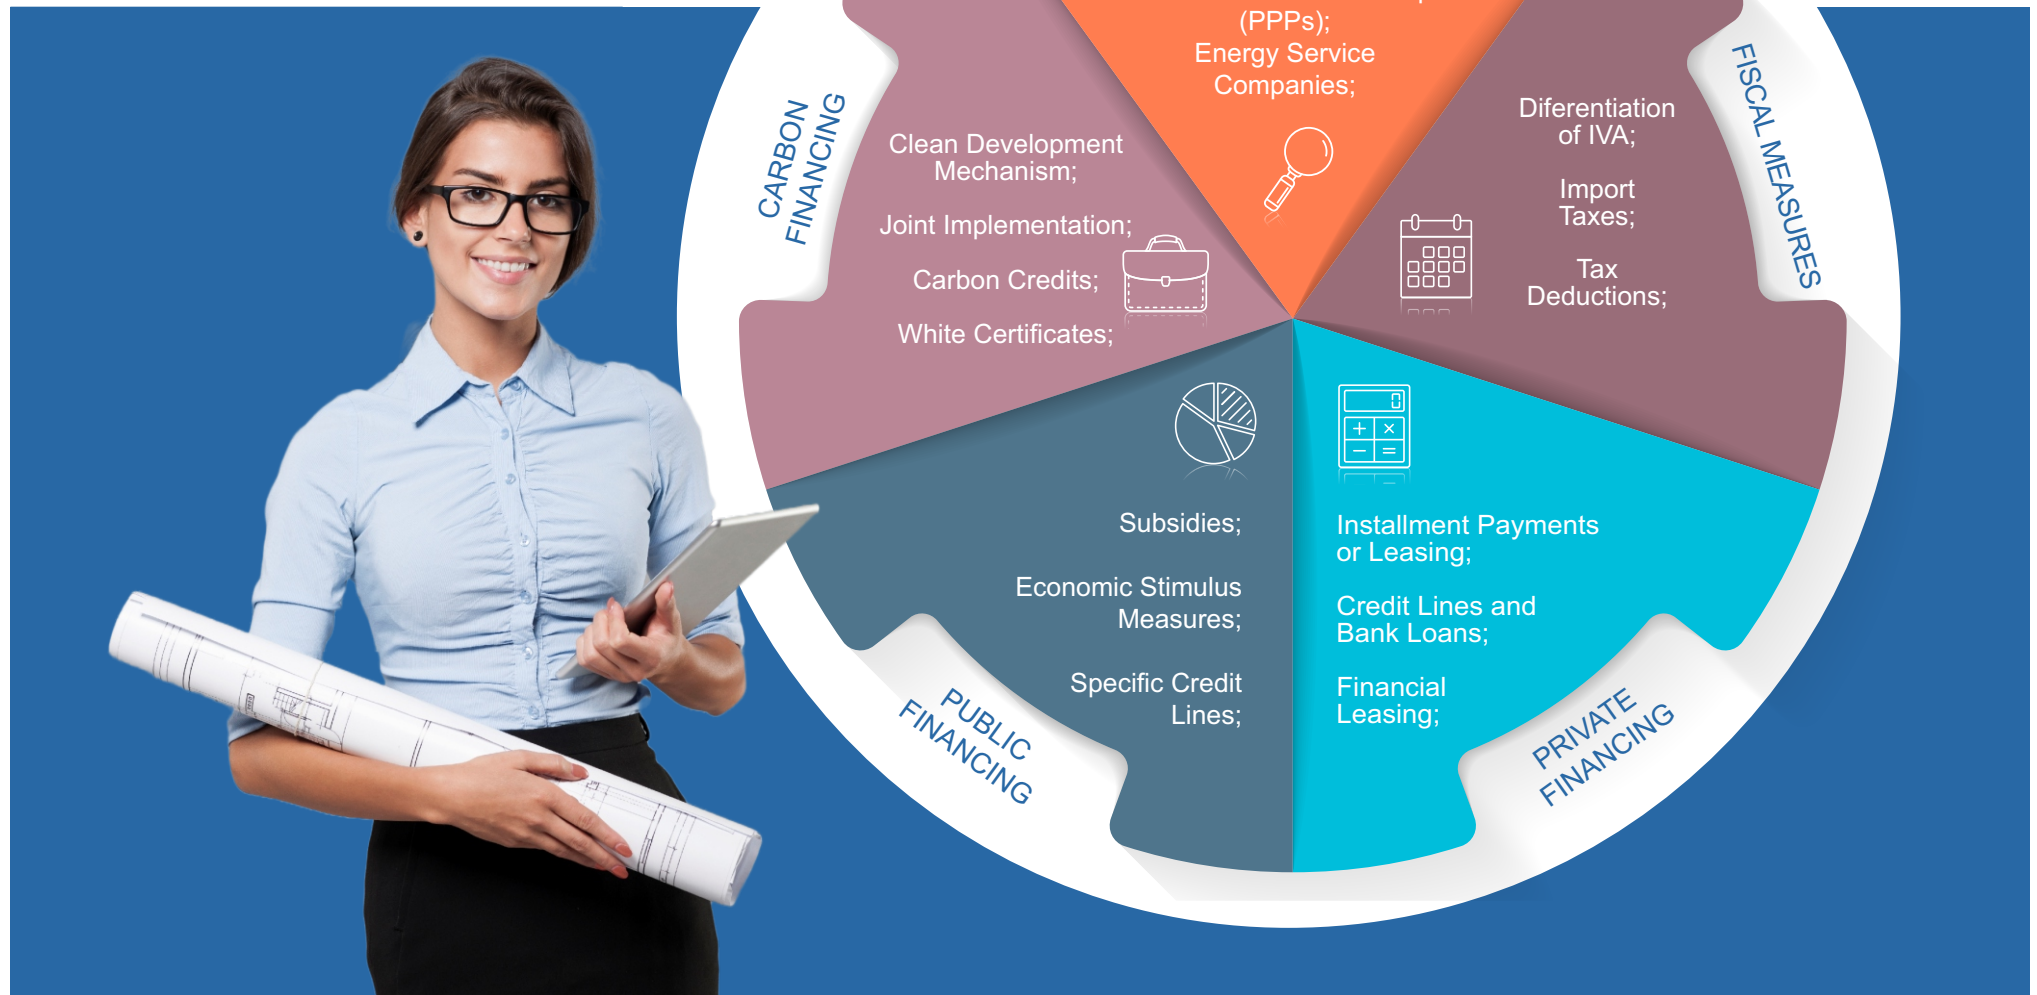 (PPPs);
Energy Service
Companies;
CARBON
FINANCING
Clean Development
Mechanism;
Joint Implementation;
Carbon Credits;
White Certificates;
FISCAL MEASURES
Diferentiation
of IVA;
Import
Taxes;
Tax
Deductions;
Subsidies;
Economic Stimulus
Measures;
Specific Credit
Lines;
PUBLIC
FINANCING
0
+ ×
− =
Installment Payments
or Leasing;
Credit Lines and
Bank Loans;
Financial
Leasing;
PRIVATE
FINANCING